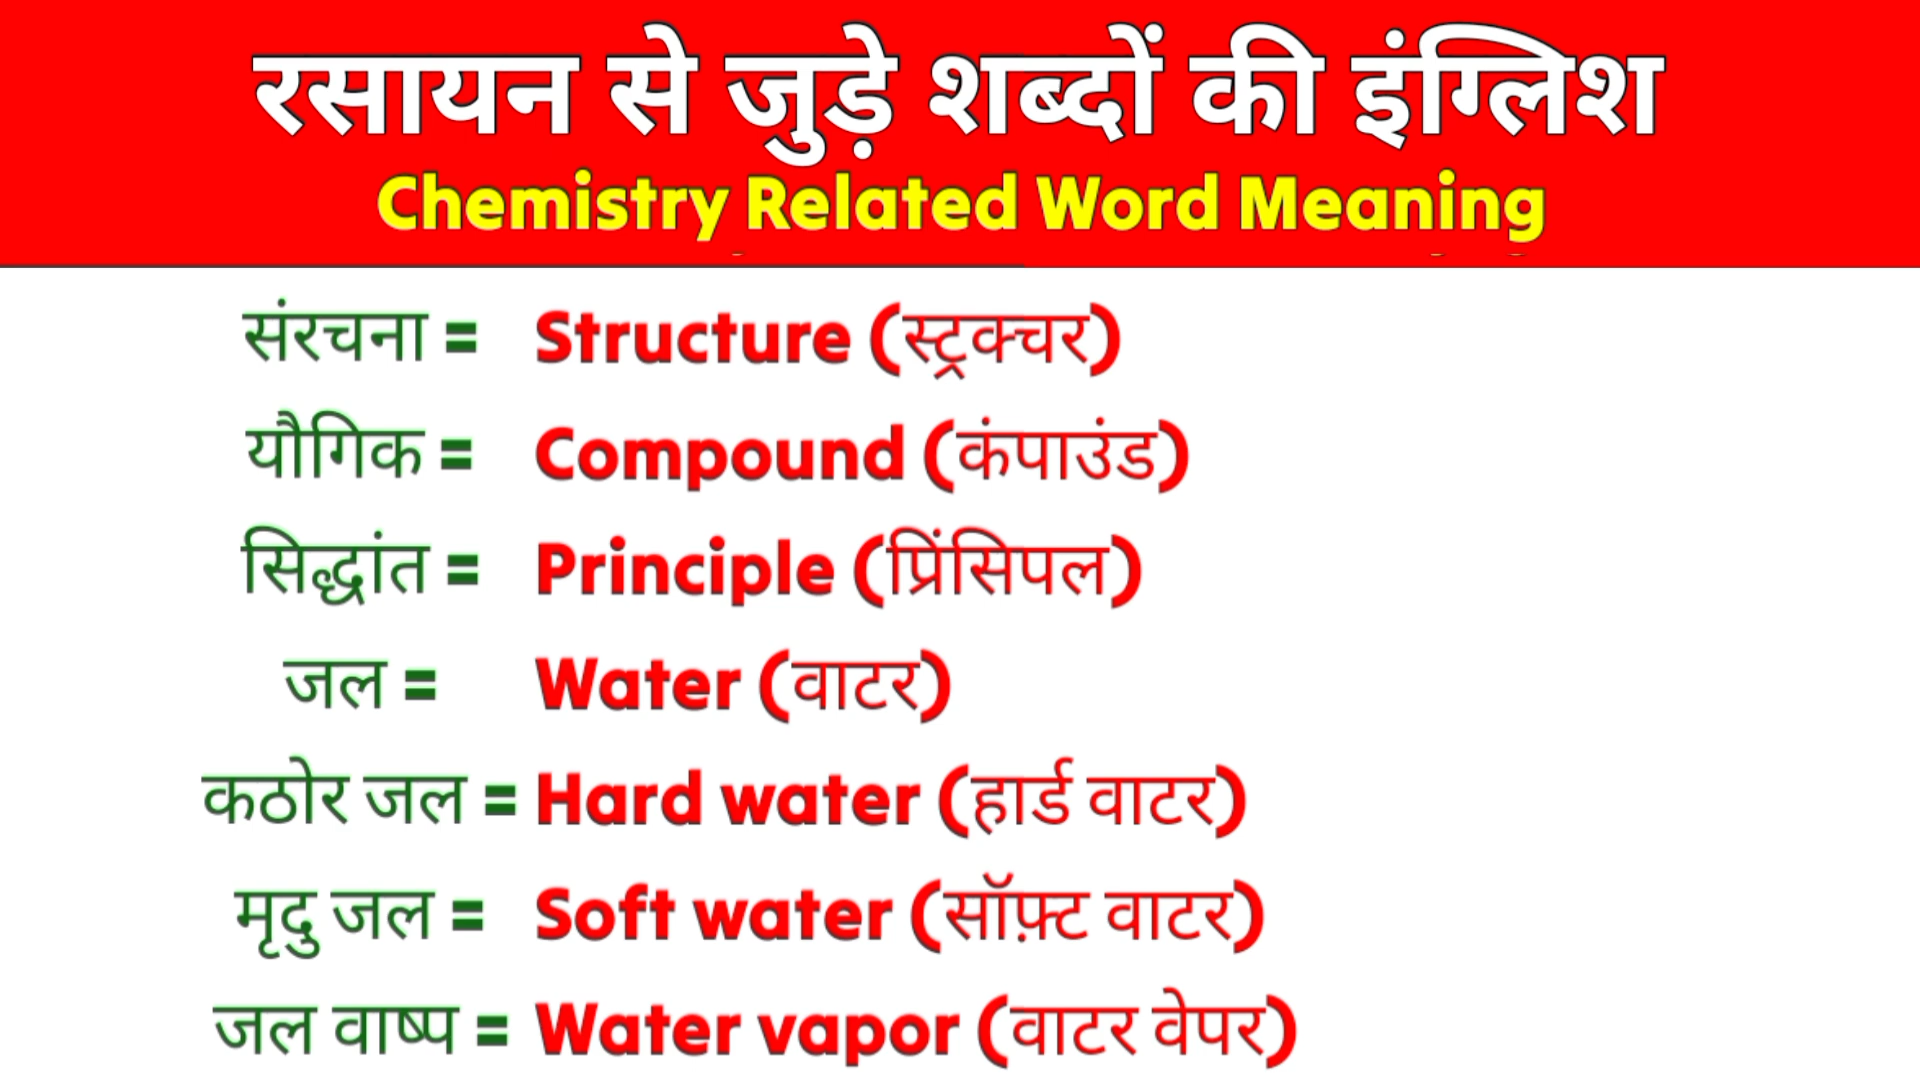 रसायन से जुड़े शब्दों की इंग्लिश
Chemistry Related Word Meaning
संरचना = Structure (स्ट्रक्चर)
यौगिक = Compound (कंपाउंड)
सिद्धांत = Principle (प्रिंसिपल)
जल = Water (वाटर)
कठोर जल = Hard water (हार्ड वाटर)
मृदु जल = Soft water (सॉफ़्ट वाटर)
जल वाष्प = Water vapor (वाटर वेपर)